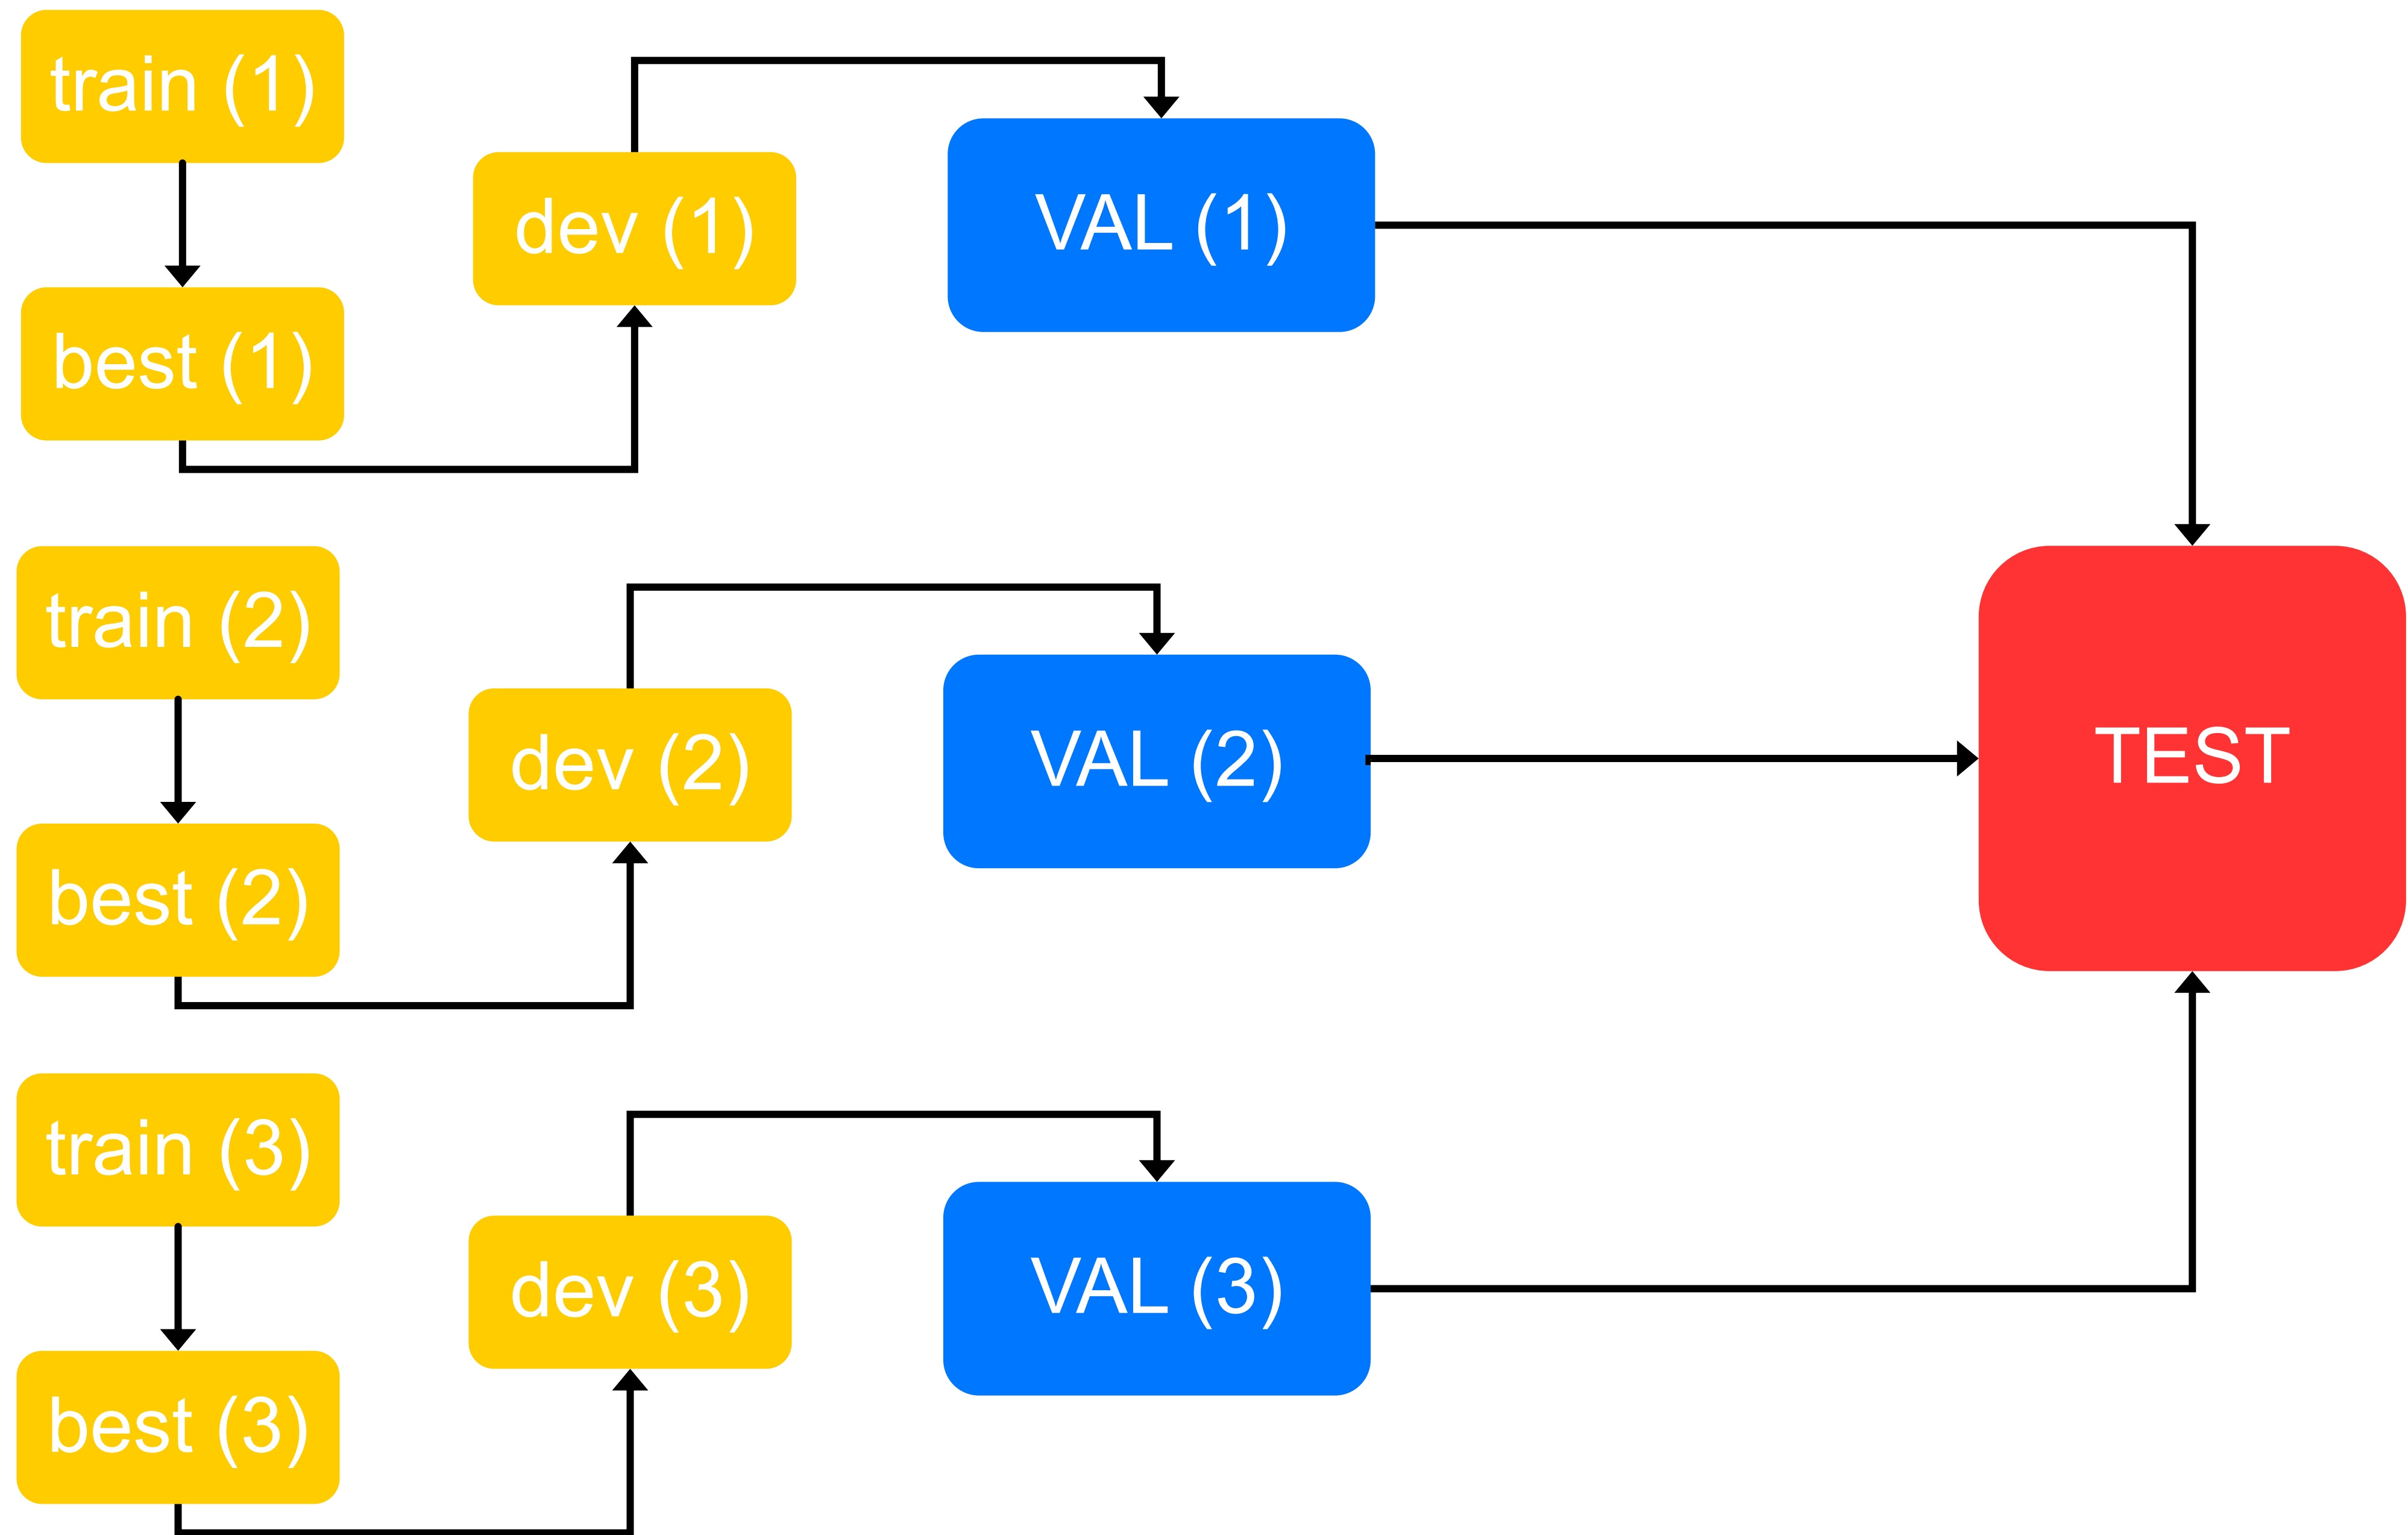 train (1)
best (1)
dev (1)
VAL (1)
train (2)
best (2)
dev (2)
VAL (2)
train (3)
best (3)
dev (3)
VAL (3)
TEST